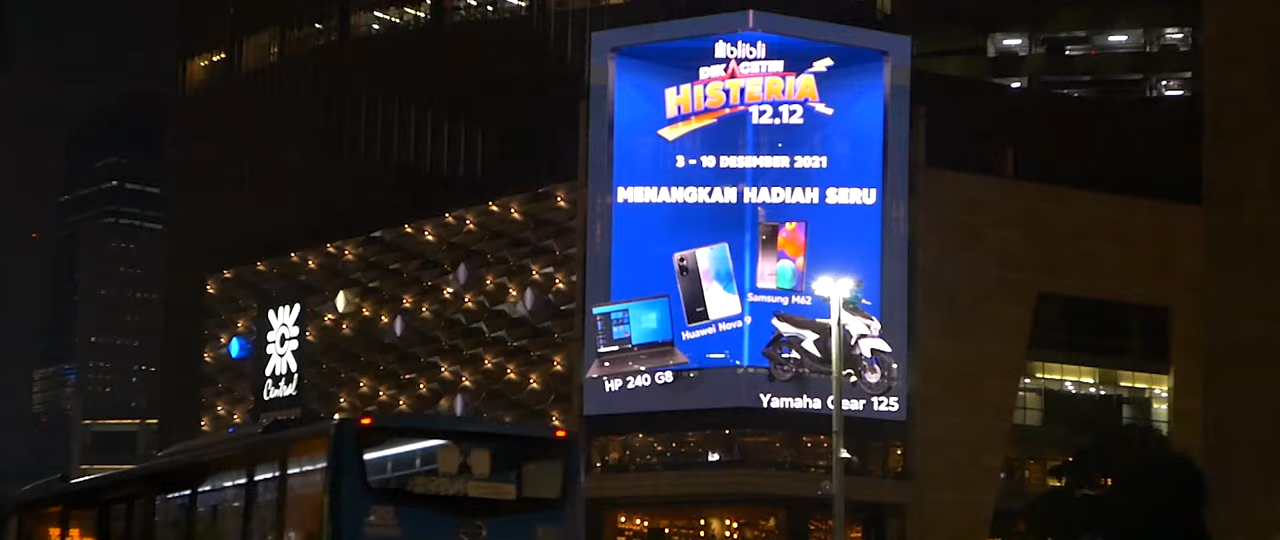 blibli
DIKAGETIN
HISTERIA
12.12
3 - 10 DESEMBER 2021
MENANGKAN HADIAH SERU
Samsung M62
Huawei Nova 9
HP 240 G8
Yamaha Gear 125
Central